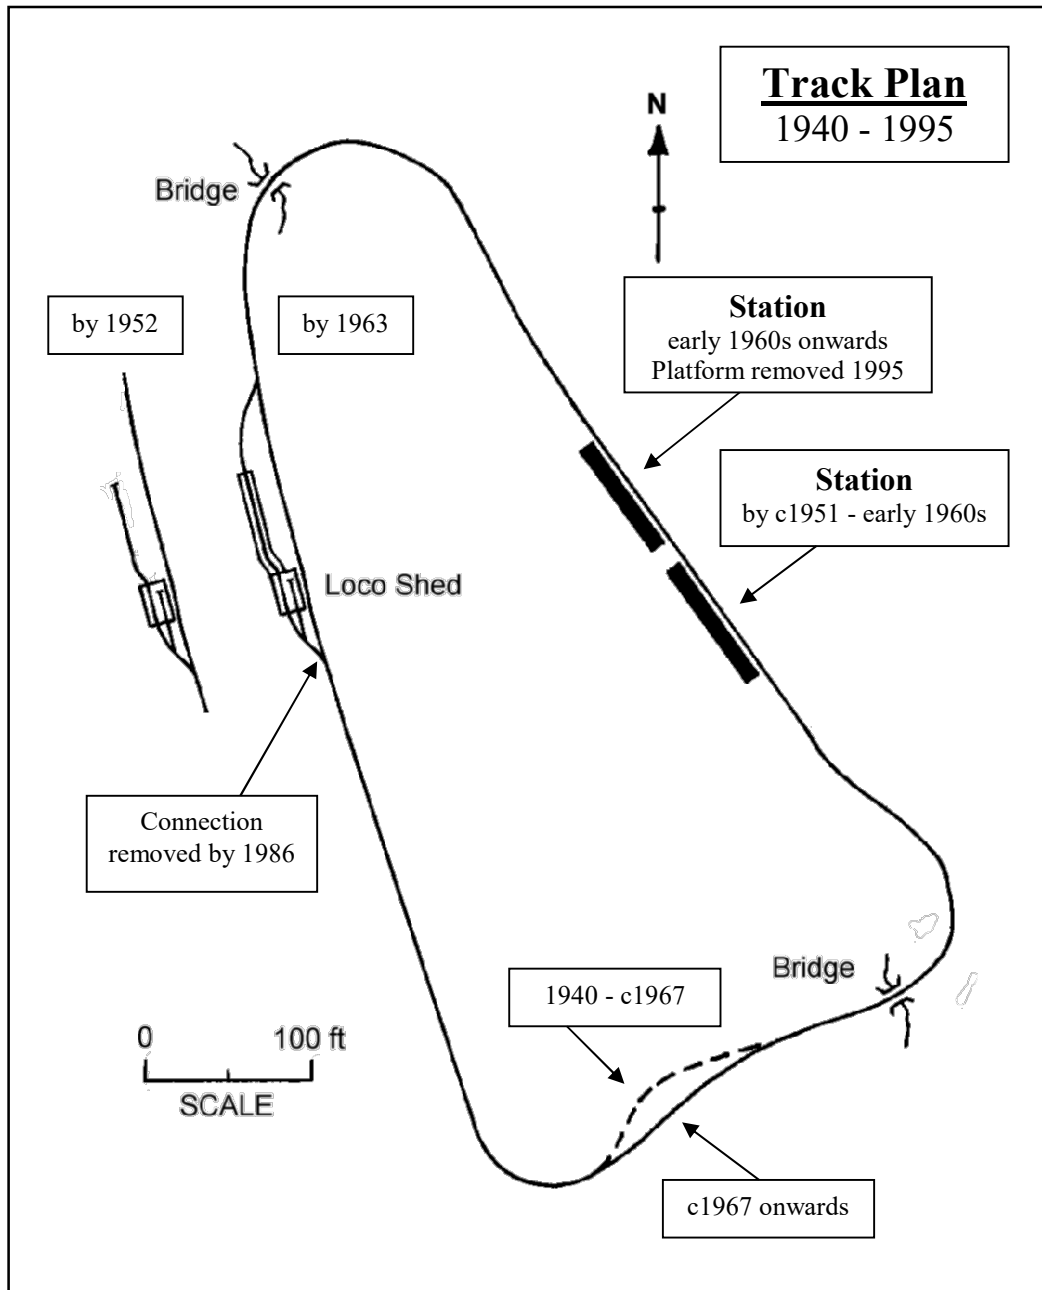 Track Plan
1940 - 1995
N
Bridge
by 1952
by 1963
Station
early 1960s onwards
Platform removed 1995
Station
by c1951 - early 1960s
Loco Shed
Connection
removed by 1986
Bridge
1940 - c1967
0 100 ft
SCALE
c1967 onwards